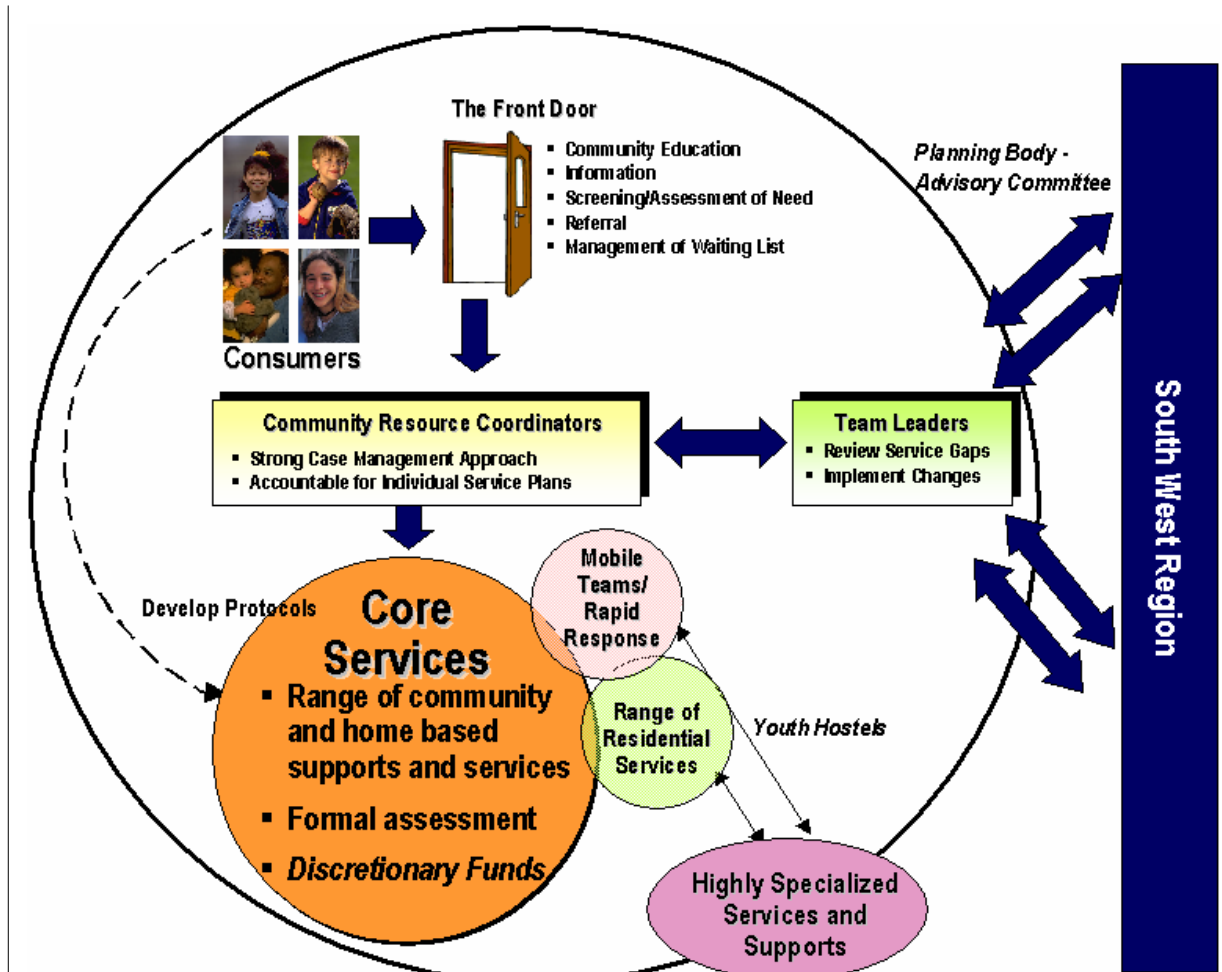 The Front Door
▪ Community Education
▪ Information
▪ Screening/Assessment of Need
▪ Referral
▪ Management of Waiting List
Planning Body -
Advisory Committee
Consumers
Community Resource Coordinators
▪ Strong Case Management Approach
▪ Accountable for Individual Service Plans
Team Leaders
▪ Review Service Gaps
▪ Implement Changes
South West Region
Develop Protocols
Core
Services
▪ Range of community
and home based
supports and services
▪ Formal assessment
▪ Discretionary Funds
Mobile
Teams/
Rapid
Response
Range of
Residential
Services
Youth Hostels
Highly Specialized
Services and
Supports